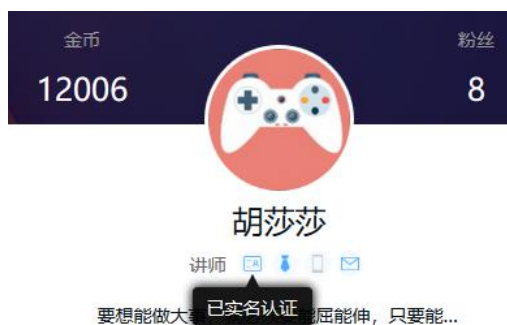 金币
粉丝
12006
8
胡莎莎
讲师
已实名认证
要想能做大 能屈能伸，只要能...